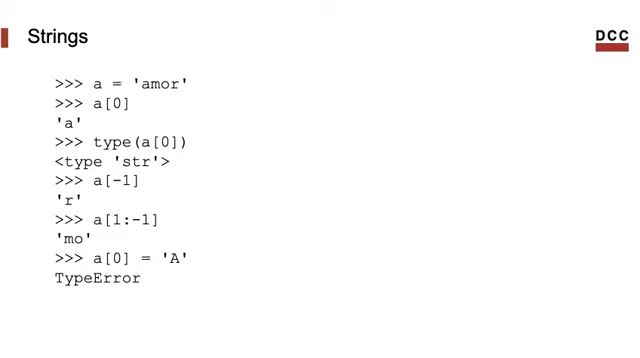 Strings
DCC
>>> a = 'amor'
>>> a[0]
'a'
>>> type(a[0])
<type 'str'>
>>> a[-1]
'r'
>>> a[1:-1]
'mo'
>>> a[0] = 'A'
TypeError